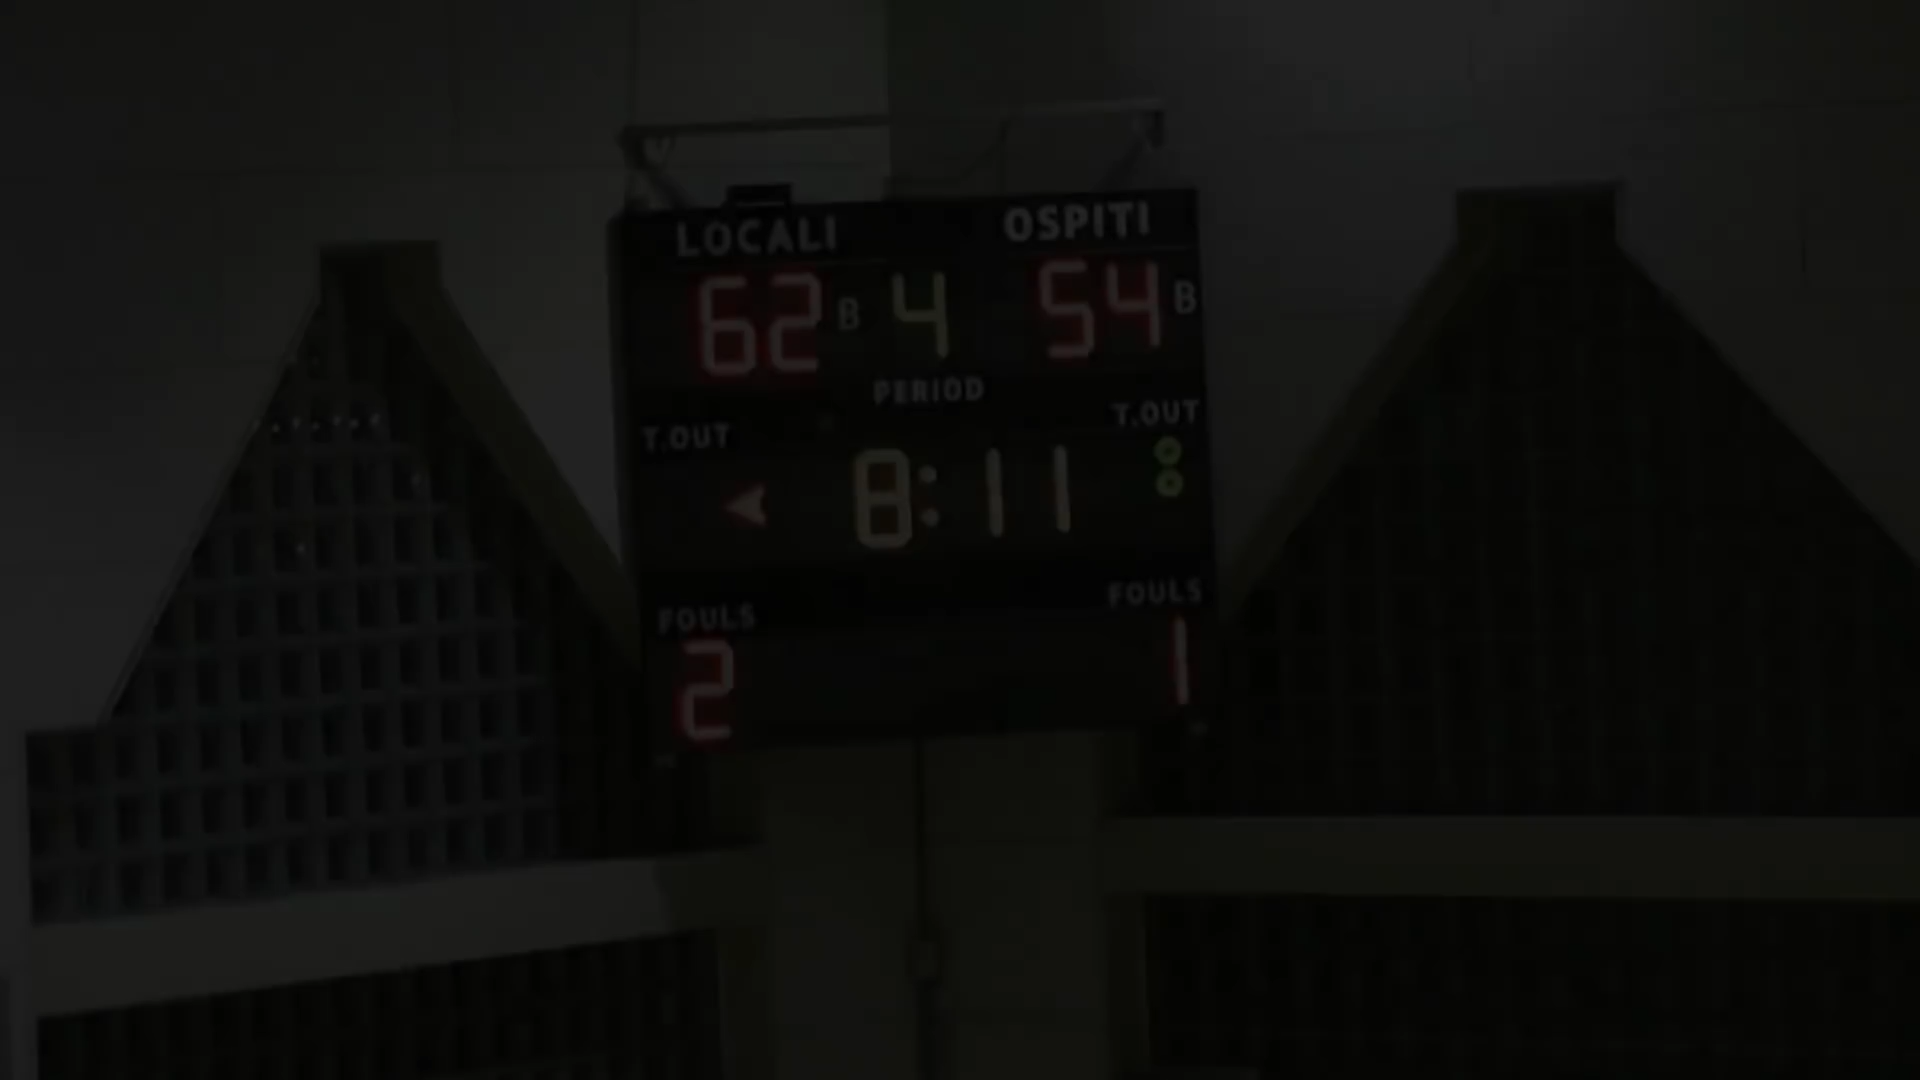 LOCALI OSPITI
62 B 4 54 B
PERIOD
T.OUT T.OUT
8:11
FOULS FOULS
2 1